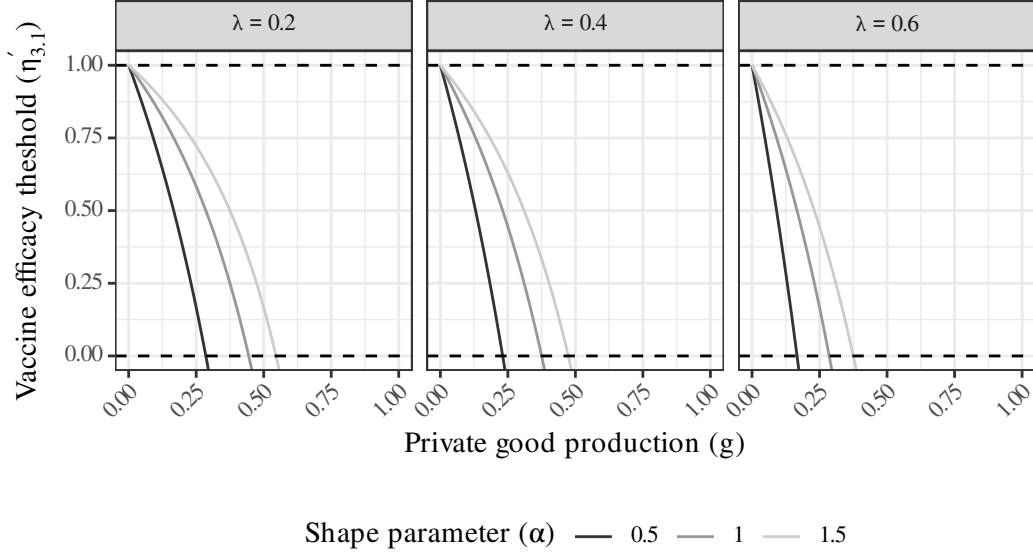 λ = 0.2
λ = 0.4
λ = 0.6
Vaccine efficacy theshold (η′3.1)
1.00
0.75
0.50
0.25
0.00
0.00 0.25 0.50 0.75 1.00
0.00 0.25 0.50 0.75 1.00
0.00 0.25 0.50 0.75 1.00
Private good production (g)
Shape parameter (α) 0.5 1 1.5